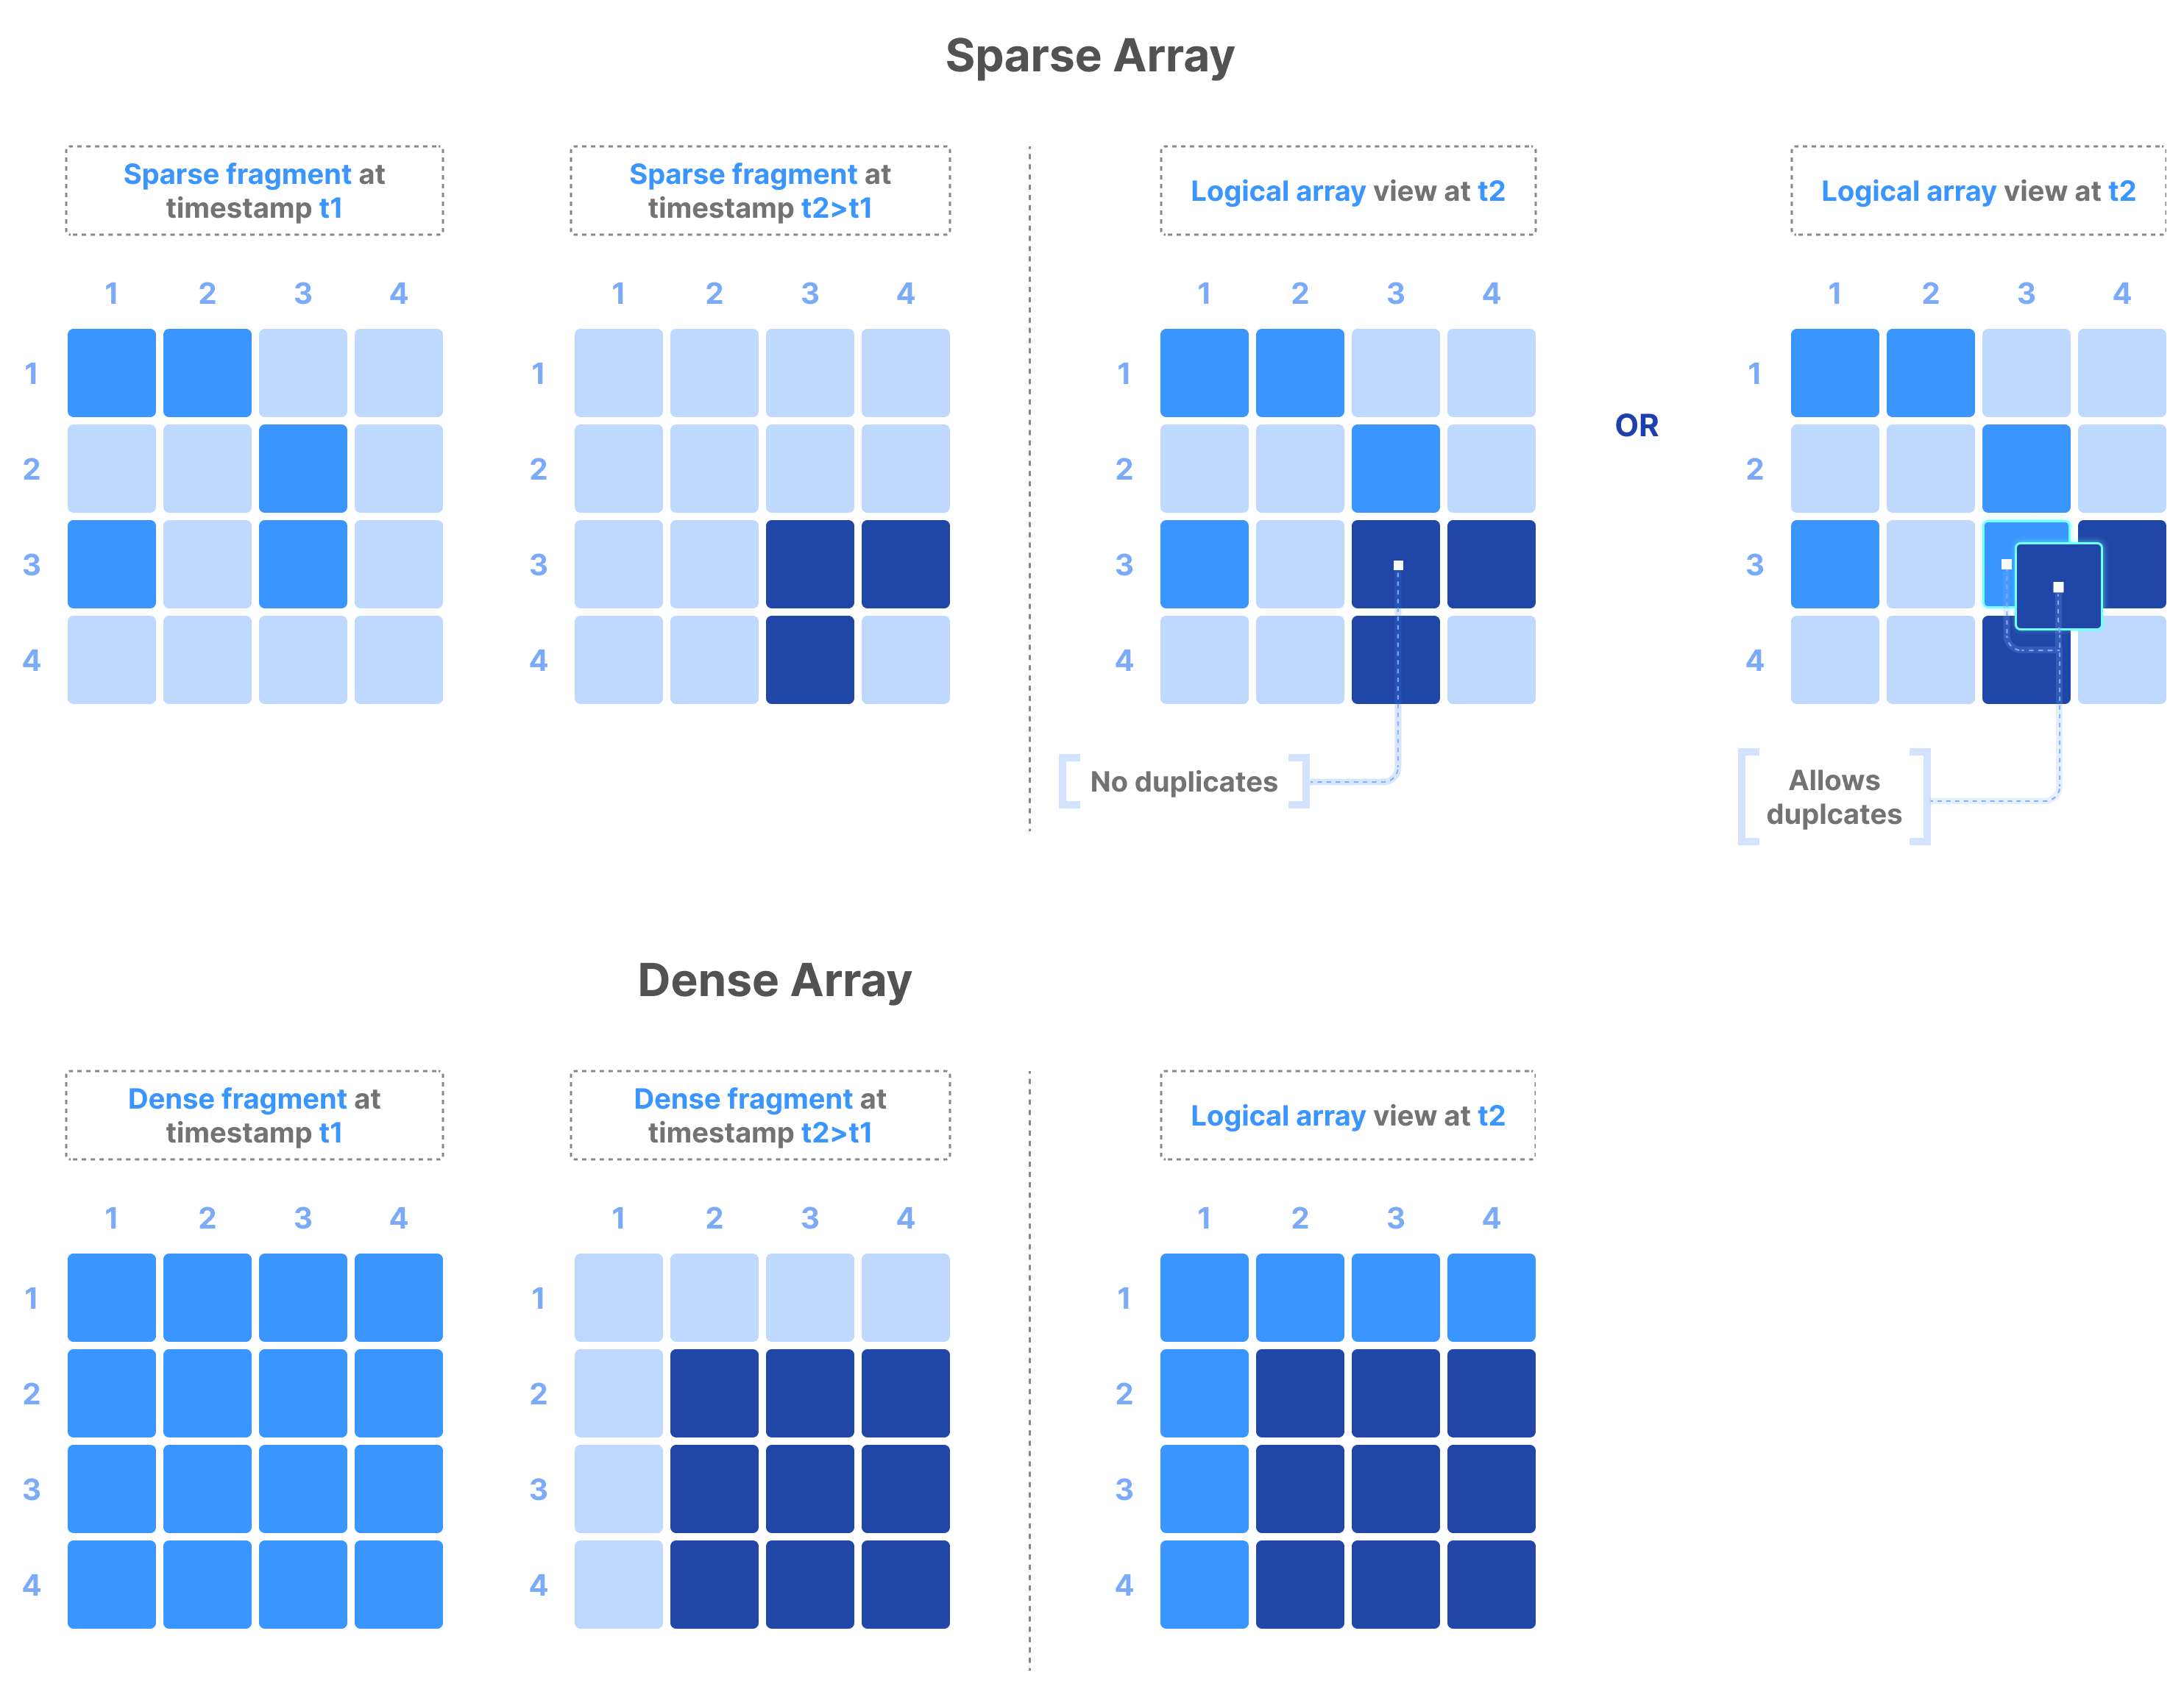 Sparse Array
Sparse fragment at
timestamp t1
Sparse fragment at
timestamp t2>t1
Logical array view at t2
Logical array view at t2
1 2 3 4
1
2
3
4
1 2 3 4
1
2
3
4
1 2 3 4
1
2
3
4
No duplicates
OR
1 2 3 4
1
2
3
4
Allows
duplcates
Dense Array
Dense fragment at
timestamp t1
Dense fragment at
timestamp t2>t1
Logical array view at t2
1 2 3 4
1
2
3
4
1 2 3 4
1
2
3
4
1 2 3 4
1
2
3
4